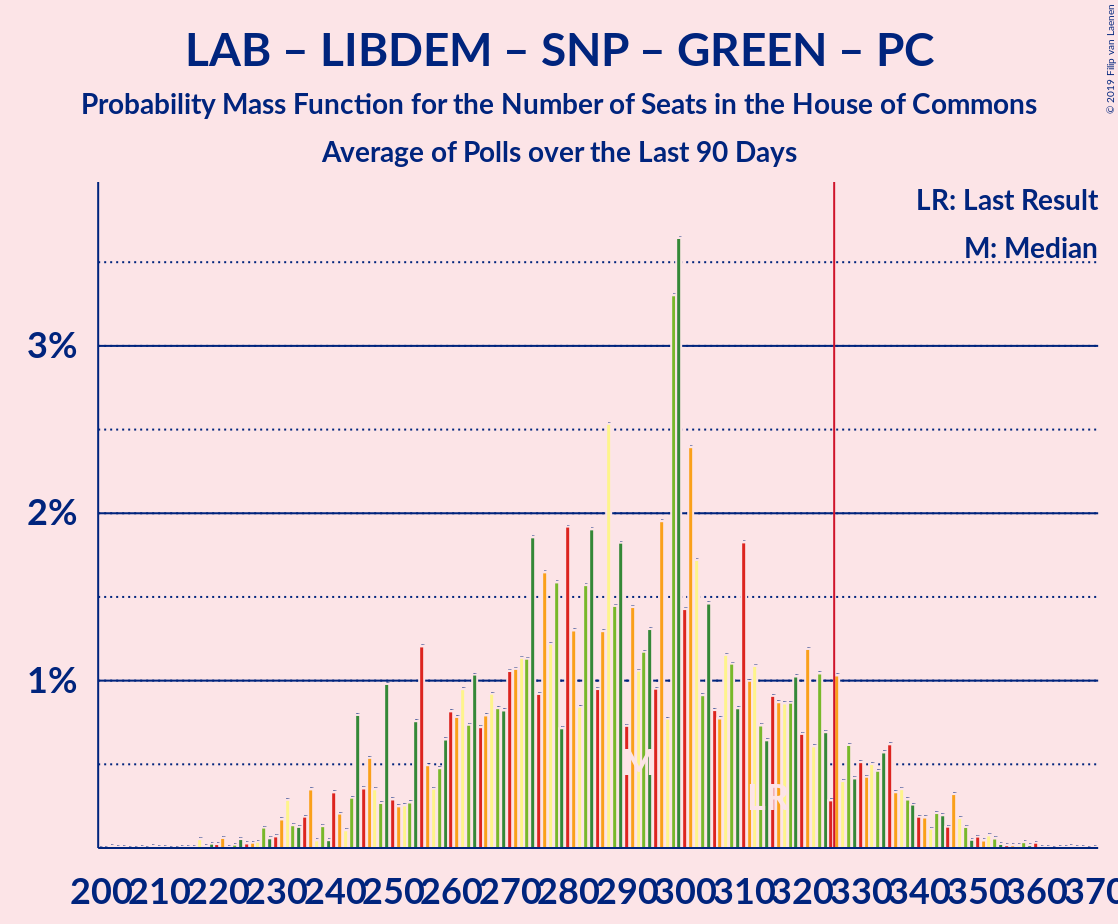 LAB – LIBDEM – SNP – GREEN – PC
Probability Mass Function for the Number of Seats in the House of Commons
Average of Polls over the Last 90 Days
© 2019 Filip van Laenen
LR: Last Result
M: Median
3%
2%
1%
M
LR
200 210 220 230 240 250 260 270 280 290 300 310 320 330 340 350 360 370